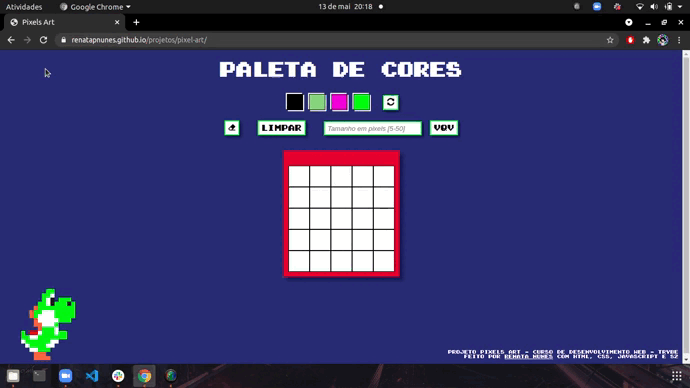 Atividades Google Chrome 13 de mai 20:18
Pixels Art
renatapnunes.github.io/projetos/pixel-art/
PALETA DE CORES
LIMPAR Tamanho em pixels [5-50] VQV
PROJETO PIXELS ART - CURSO DE DESENVOLVIMENTO WEB - TRYBE
FEITO POR RENATA NUNES COM HTML, CSS, JAVASCRIPT E S2